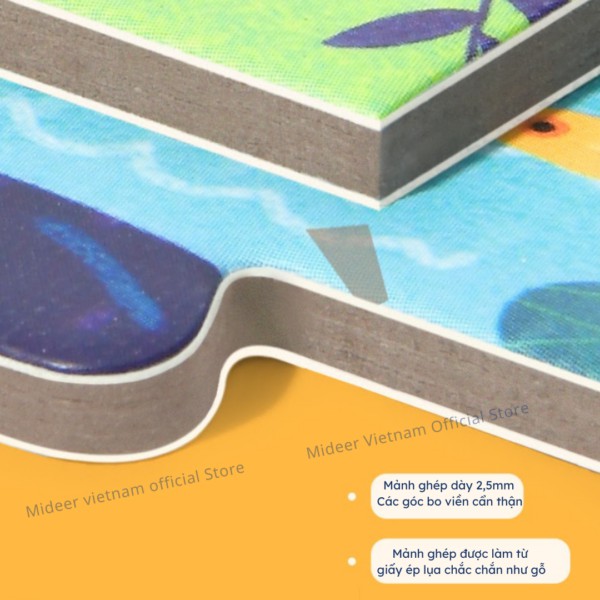 Mideer Vietnam Official Store
Mideer vietnam official Store
Mảnh ghép dày 2,5mm
Các góc bo viền cẩn thận
Mảnh ghép được làm từ
giấy ép lụa chắc chắn như gỗ